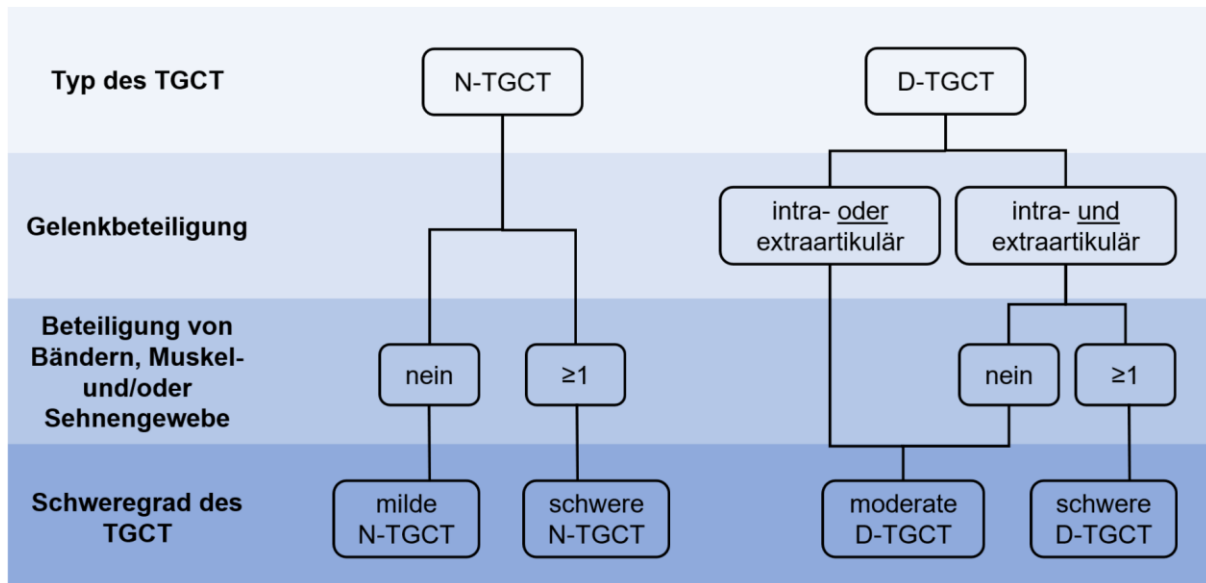 Typ des TGCT
N-TGCT
D-TGCT
Gelenkbeteiligung
intra- oder
extraartikulär
intra- und
extraartikulär
Beteiligung von
Bändern, Muskel-
und/oder
Sehnengewebe
nein
≥1
nein
≥1
Schweregrad des
TGCT
milde
N-TGCT
schwere
N-TGCT
moderate
D-TGCT
schwere
D-TGCT